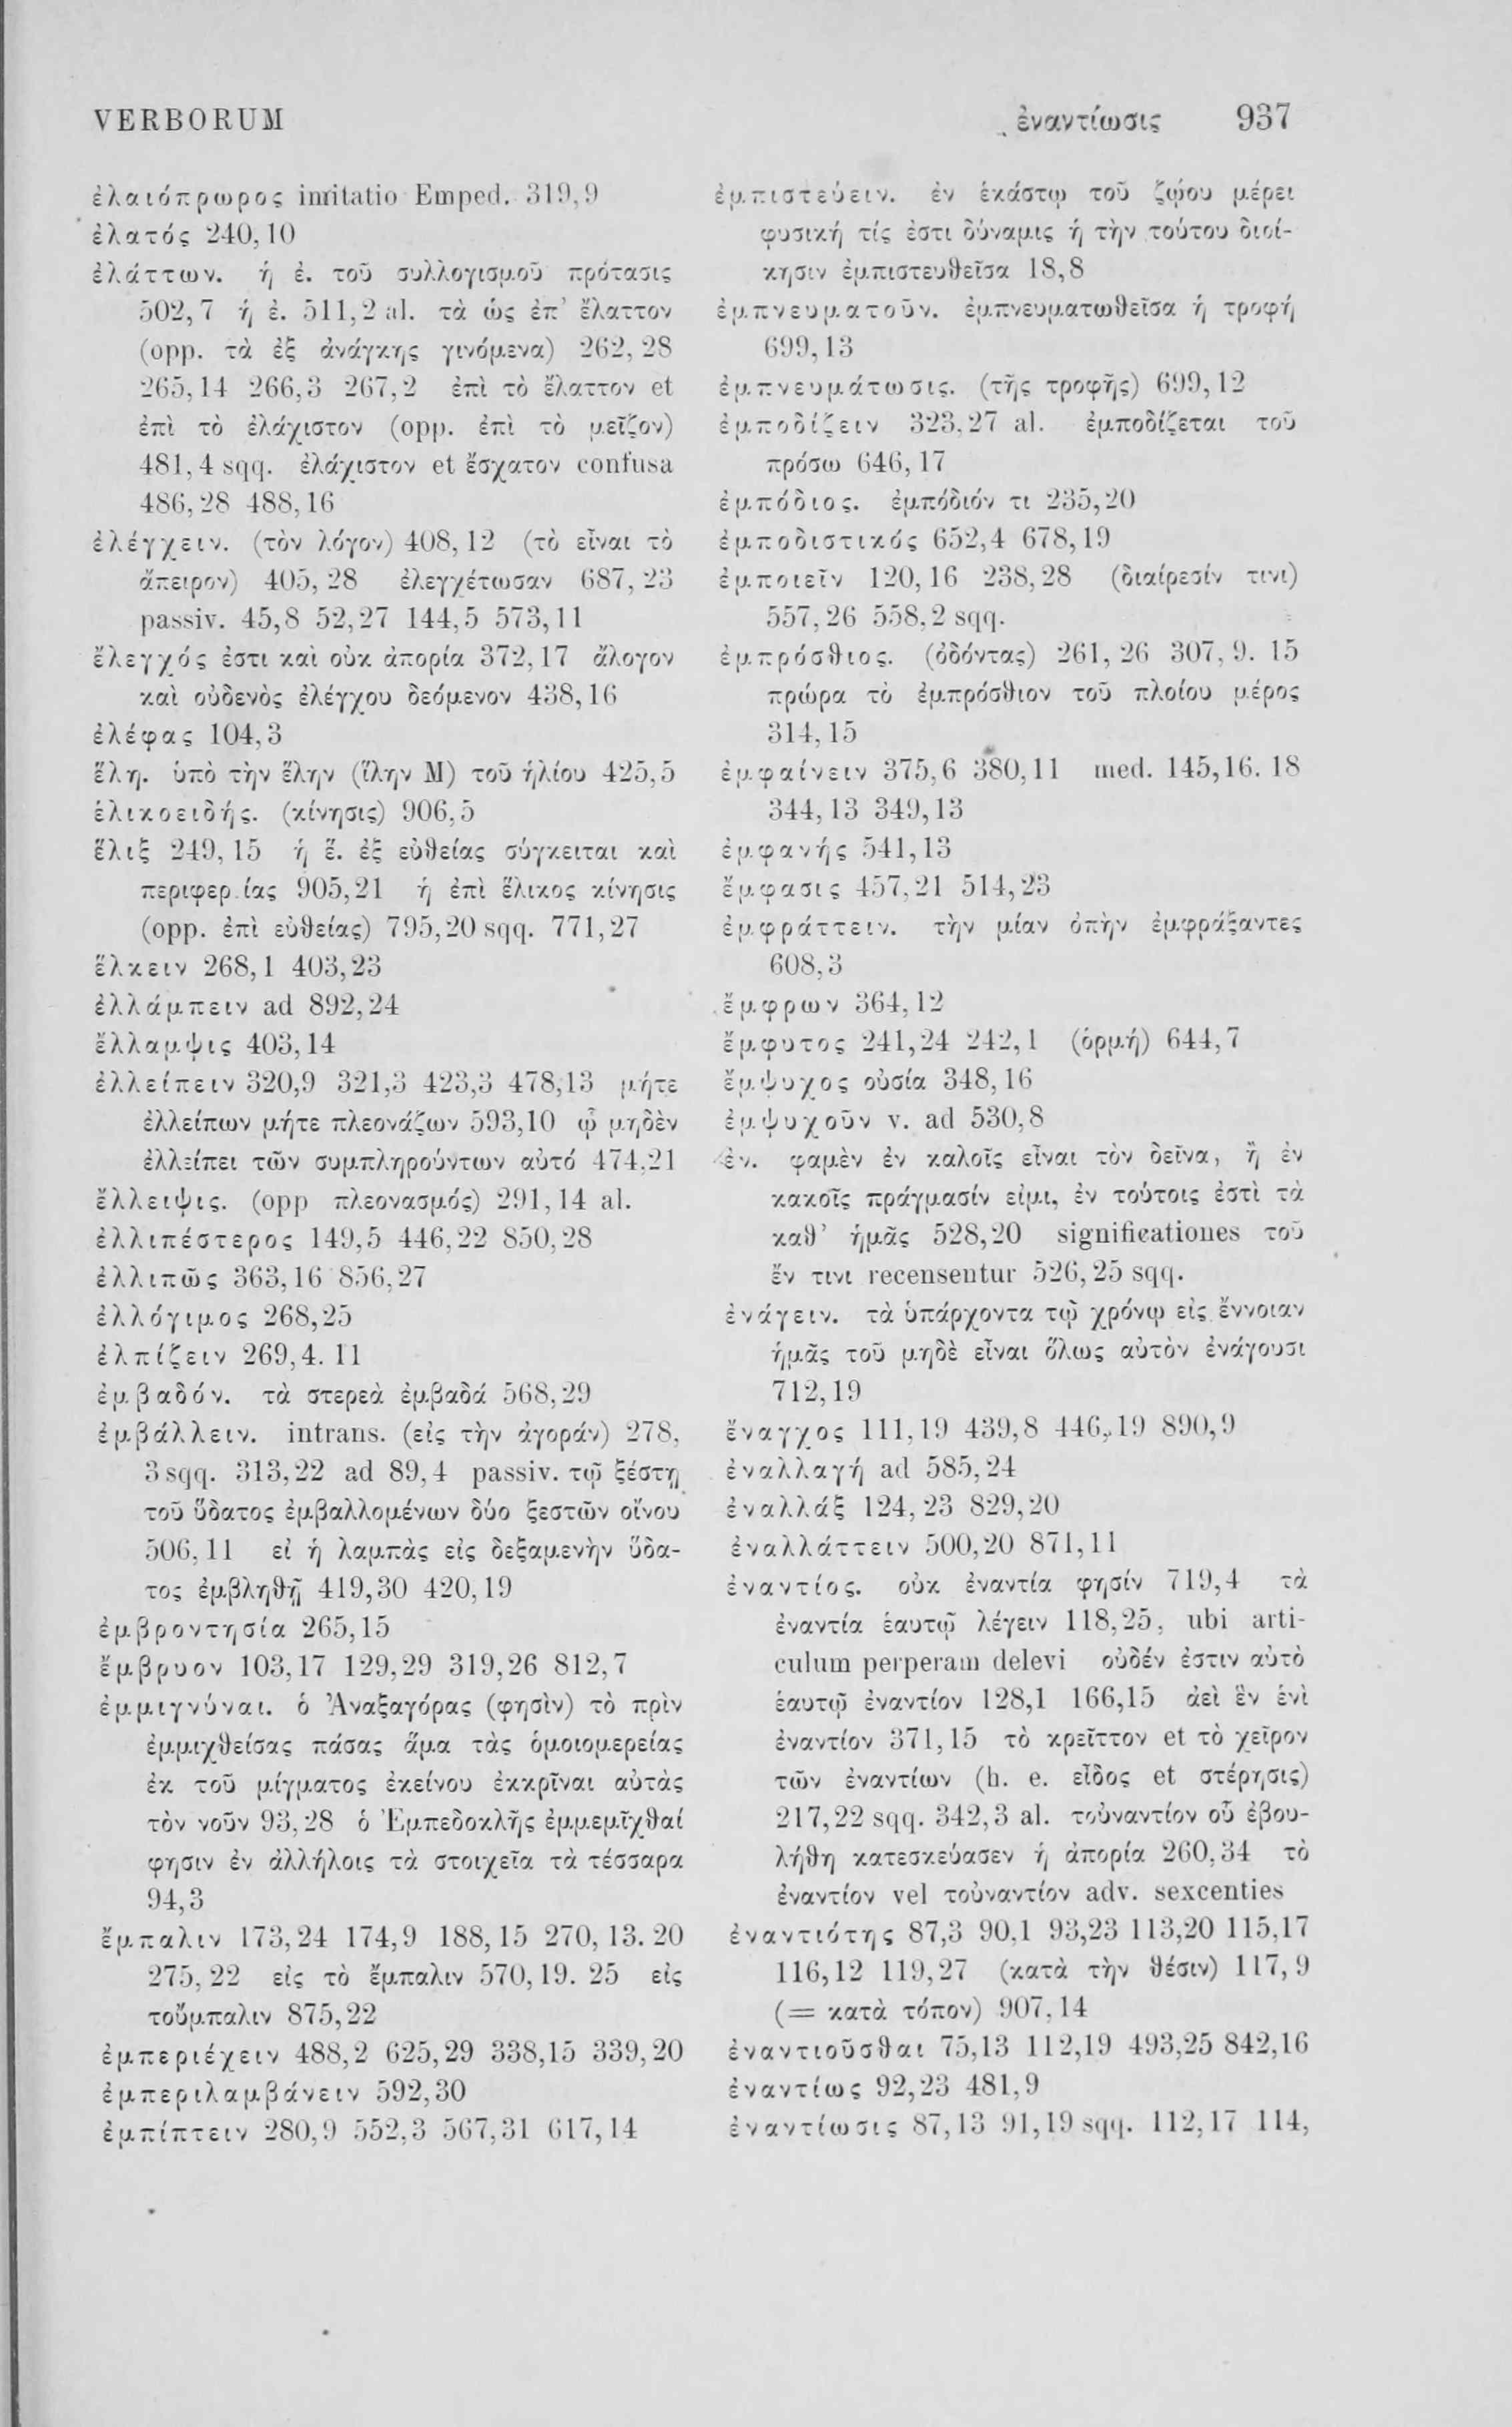 VERBORUM
ἐναντίωσις 937
ἐλαιόπρωρος imitatio Emped. 319,9
ἐλατός 240,10
ἐλάττων. ἡ ἐ. τοῦ συλλογισμοῦ πρότασις
502,7 ἡ ἐ. 511,2 al. τὰ ὡς ἐπ' ἔλαττον
(opp. τὰ ἐξ ἀνάγκης γινόμενα) 262,28
265,14 266,3 267,2 ἐπὶ τὸ ἔλαττον et
ἐπὶ τὸ ἐλάχιστον (opp. ἐπὶ τὸ μεῖζον)
481,4 sqq. ἐλάχιστον et ἔσχατον confusa
486,28 488,16
ἐλέγχειν. (τὸν λόγον) 408,12 (τὸ εἶναι τὸ
ἄπειρον) 405,28 ἐλεγχέτωσαν 687,23
passiv. 45,8 52,27 144,5 573,11
ἔλεγχός ἐστι καὶ οὐκ ἀπορία 372,17 ἄλογον
καὶ οὐδενὸς ἐλέγχου δεόμενον 438,16
ἐλέφας 104,3
ἕλη. ὑπὸ τὴν ἕλην (ἵλην M) τοῦ ἡλίου 425,5
ἑλικοειδής. (κίνησις) 906,5
ἕλιξ 249,15 ἡ ἕ. ἐξ εὐθείας σύγκειται καὶ
περιφερ ίας 905,21 ἡ ἐπὶ ἕλικος κίνησις
(opp. ἐπὶ εὐθείας) 795,20 sqq. 771,27
ἕλκειν 268,1 403,23
ἐλλάμπειν ad 892,24
ἔλλαμψις 403,14
ἐλλείπειν 320,9 321,3 423,3 478,13 μήτε
ἐλλείπων μήτε πλεονάζων 593,10 ᾧ μηδὲν
ἐλλείπει τῶν συμπληρούντων αὐτό 474,21
ἔλλειψις. (opp πλεονασμός) 291,14 al.
ἐλλιπέστερος 149,5 446,22 850,28
ἐλλιπῶς 363,16 856,27
ἐλλόγιμος 268,25
ἐλπίζειν 269,4. 11
ἐμβαδόν. τὰ στερεὰ ἐμβαδά 568,29
ἐμβάλλειν. intrans. (εἰς τὴν ἀγοράν) 278,
3 sqq. 313,22 ad 89,4 passiv. τῷ ξέστῃ
τοῦ ὕδατος ἐμβαλλομένων δύο ξεστῶν οἴνου
506,11 εἰ ἡ λαμπὰς εἰς δεξαμενὴν ὕδα-
τος ἐμβληθῇ 419,30 420,19
ἐμβροντησία 265,15
ἔμβρυον 103,17 129,29 319,26 812,7
ἐμμιγνύναι. ὁ Ἀναξαγόρας (φησὶν) τὸ πρὶν
ἐμμιχθείσας πάσας ἅμα τὰς ὁμοιομερείας
ἐκ τοῦ μίγματος ἐκείνου ἐκκρῖναι αὐτὰς
τὸν νοῦν 93,28 ὁ Ἐμπεδοκλῆς ἐμμεμῖχθαί
φησιν ἐν ἀλλήλοις τὰ στοιχεῖα τὰ τέσσαρα
94,3
ἔμπαλιν 173,24 174,9 188,15 270,13. 20
275,22 εἰς τὸ ἔμπαλιν 570,19. 25 εἰς
τοὔμπαλιν 875,22
ἐμπεριέχειν 488,2 625,29 338,15 339,20
ἐμπεριλαμβάνειν 592,30
ἐμπίπτειν 280,9 552,3 567,31 617,14
ἐμπιστεύειν. ἐν ἑκάστῳ τοῦ ζῴου μέρει
φυσική τίς ἐστι δύναμις ἡ τὴν τούτου διοί-
κησιν ἐμπιστευθεῖσα 18,8
ἐμπνευματοῦν. ἐμπνευματωθεῖσα ἡ τροφή
699,13
ἐμπνευμάτωσις. (τῆς τροφῆς) 699,12
ἐμποδίζειν 323,27 al. ἐμποδίζεται τοῦ
πρόσω 646,17
ἐμπόδιος. ἐμπόδιόν τι 235,20
ἐμποδιστικός 652,4 678,19
ἐμποιεῖν 120,16 238,28 (διαίρεσίν τινι)
557,26 558,2 sqq.
ἐμπρόσθιος. (ὀδόντας) 261,26 307,9. 15
πρώρα τὸ ἐμπρόσθιον τοῦ πλοίου μέρος
314,15
ἐμφαίνειν 375,6 380,11 med. 145,16. 18
344,13 349,13
ἐμφανής 541,13
ἔμφασις 457,21 514,23
ἐμφράττειν. τὴν μίαν ὀπὴν ἐμφράξαντες
608,3
ἔμφρων 364,12
ἔμφυτος 241,24 242,1 (ὁρμή) 644,7
ἔμψυχος οὐσία 348,16
ἐμψυχοῦν v. ad 530,8
ἐν. φαμὲν ἐν καλοῖς εἶναι τὸν δεῖνα, ἢ ἐν
κακοῖς πράγμασίν εἰμι, ἐν τούτοις ἐστὶ τὰ
καθ' ἡμᾶς 528,20 significationes τοῦ
ἔν τινι recensentur 526,25 sqq.
ἐνάγειν. τὰ ὑπάρχοντα τῷ χρόνῳ εἰς ἔννοιαν
ἡμᾶς τοῦ μηδὲ εἶναι ὅλως αὐτὸν ἐνάγουσι
712,19
ἔναγχος 111,19 439,8 446,19 890,9
ἐναλλαγή ad 585,24
ἐναλλάξ 124,23 829,20
ἐναλλάττειν 500,20 871,11
ἐναντίος. οὐκ ἐναντία φησίν 719,4 τὰ
ἐναντία ἑαυτῷ λέγειν 118,25, ubi arti-
culum perperam delevi οὐδέν ἐστιν αὐτὸ
ἑαυτῷ ἐναντίον 128,1 166,15 ἀεὶ ἓν ἑνὶ
ἐναντίον 371,15 τὸ κρεῖττον et τὸ χεῖρον
τῶν ἐναντίων (h. e. εἶδος et στέρησις)
217,22 sqq. 342,3 al. τοὐναντίον οὗ ἐβου-
λήθη κατεσκεύασεν ἡ ἀπορία 260,34 τὸ
ἐναντίον vel τοὐναντίον adv. sexcenties
ἐναντιότης 87,3 90,1 93,23 113,20 115,17
116,12 119,27 (κατὰ τὴν θέσιν) 117,9
(= κατὰ τόπον) 907,14
ἐναντιοῦσθαι 75,13 112,19 493,25 842,16
ἐναντίως 92,23 481,9
ἐναντίωσις 87,13 91,19 sqq. 112,17 114,